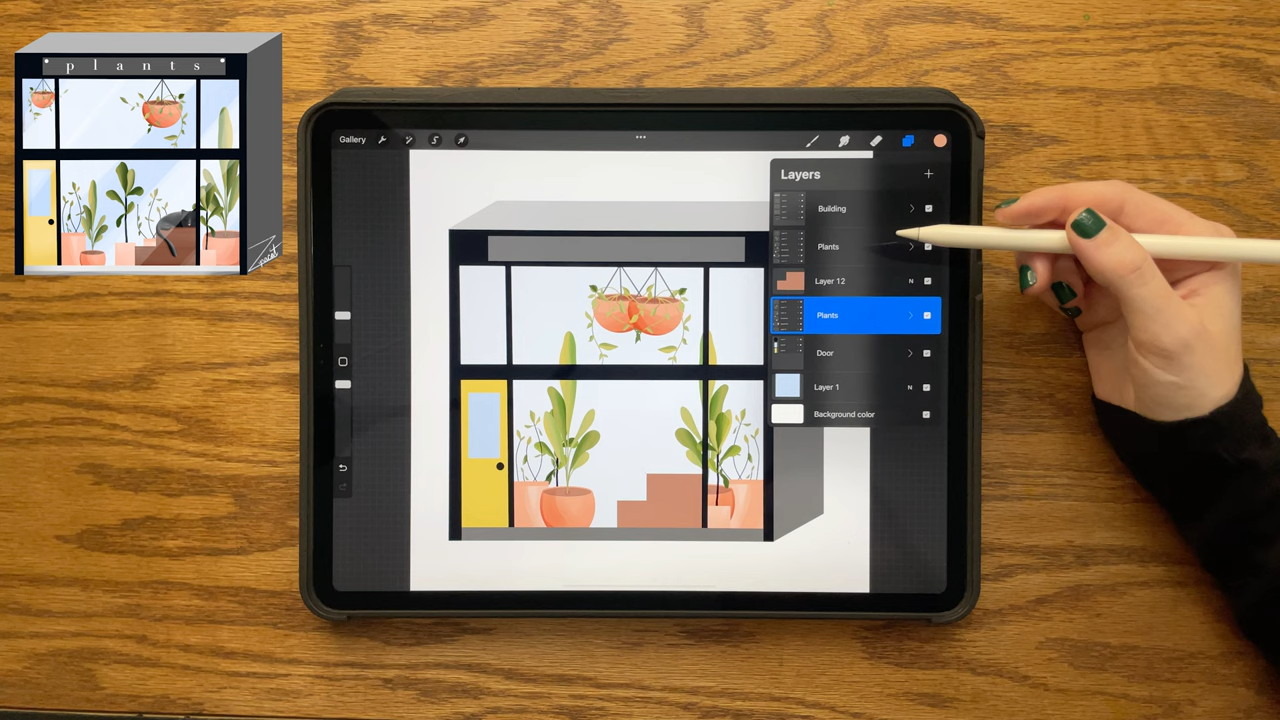 p l a n t s
Gallery
Layers
Building
Plants
Layer 12 N
Plants
Door
Layer 1 N
Background color